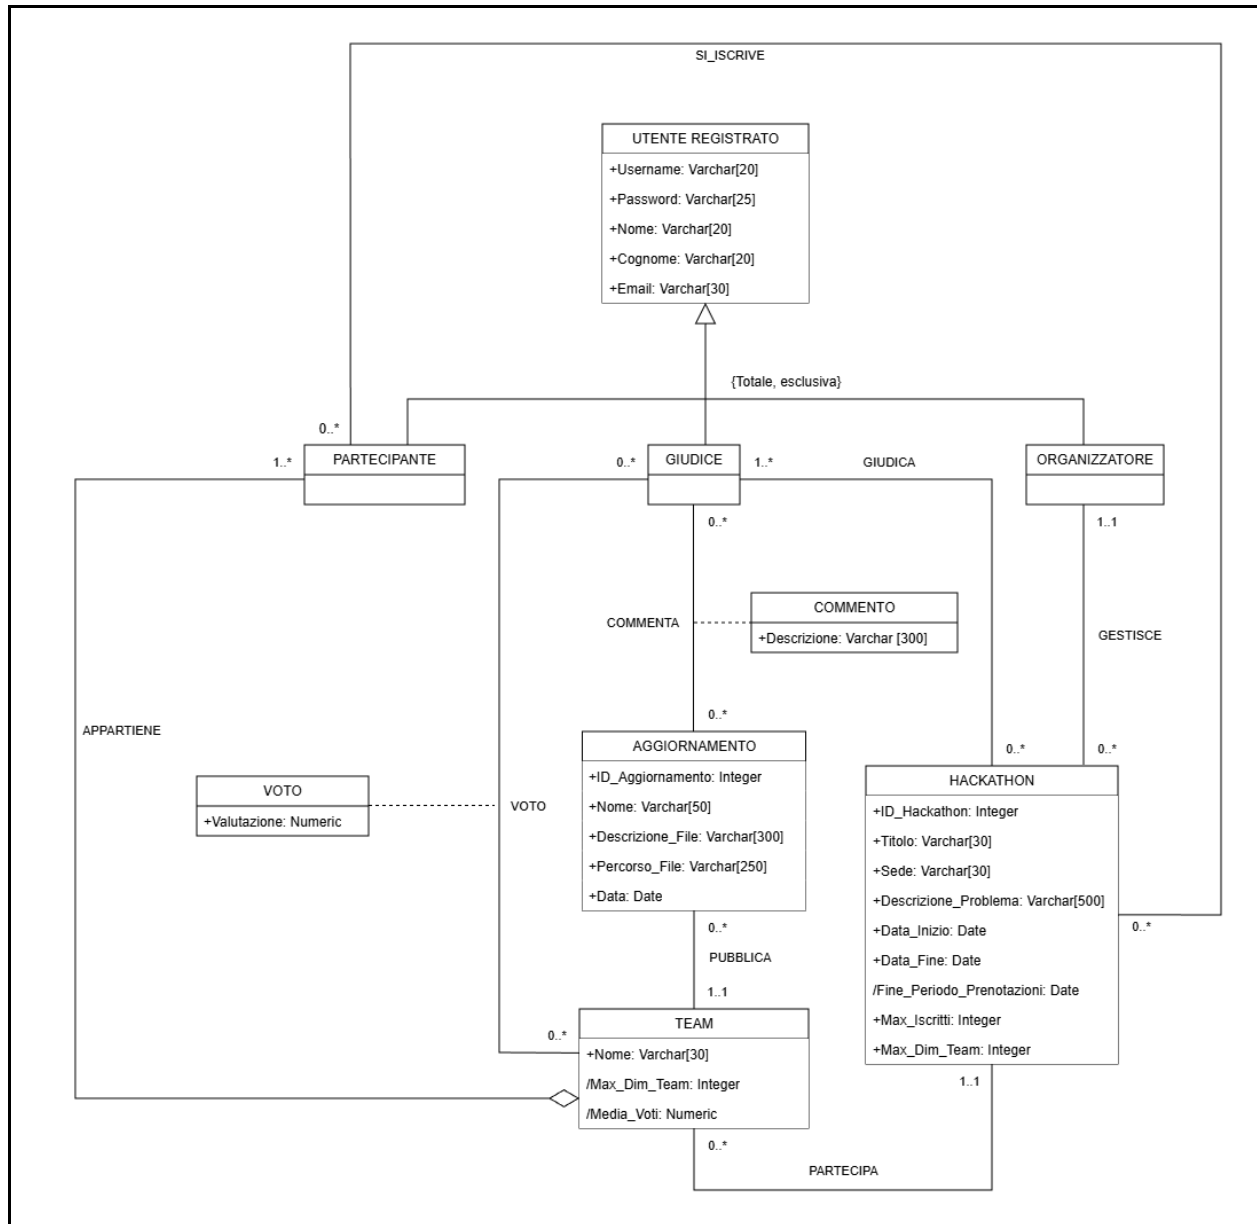 SI_ISCRIVE
UTENTE REGISTRATO
+Username: Varchar[20]
+Password: Varchar[25]
+Nome: Varchar[20]
+Cognome: Varchar[20]
+Email: Varchar[30]
{Totale, esclusiva}
0..*
1..*
PARTECIPANTE
0..*
GIUDICE
1..*
GIUDICA
ORGANIZZATORE
0..*
1..1
COMMENTA
COMMENTO
+Descrizione: Varchar [300]
GESTISCE
APPARTIENE
0..*
0..*
0..*
AGGIORNAMENTO
+ID_Aggiornamento: Integer
+Nome: Varchar[50]
+Descrizione_File: Varchar[300]
+Percorso_File: Varchar[250]
+Data: Date
VOTO
+Valutazione: Numeric
VOTO
HACKATHON
+ID_Hackathon: Integer
+Titolo: Varchar[30]
+Sede: Varchar[30]
+Descrizione_Problema: Varchar[500]
+Data_Inizio: Date
+Data_Fine: Date
/Fine_Periodo_Prenotazioni: Date
+Max_Iscritti: Integer
+Max_Dim_Team: Integer
0..*
0..*
PUBBLICA
1..1
0..*
TEAM
+Nome: Varchar[30]
/Max_Dim_Team: Integer
/Media_Voti: Numeric
1..1
0..*
PARTECIPA